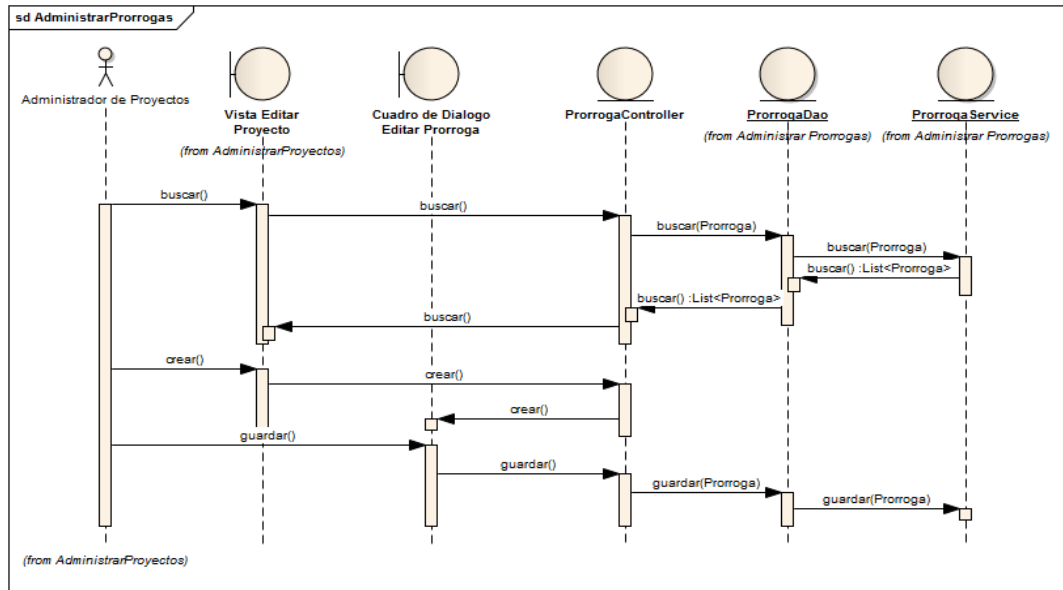 sd AdministrarProrrogas
Administrador de Proyectos
Vista Editar
Proyecto
(from AdministrarProyectos)
Cuadro de Dialogo
Editar Prorroga
ProrrogaController
ProrrogaDao
(from Administrar Prorrogas)
ProrrogaService
(from Administrar Prorrogas)
buscar()
buscar()
buscar(Prorroga)
buscar(Prorroga)
buscar() :List<Prorroga>
buscar() :List<Prorroga>
buscar()
crear()
crear()
crear()
guardar()
guardar()
guardar(Prorroga)
guardar(Prorroga)
(from AdministrarProyectos)